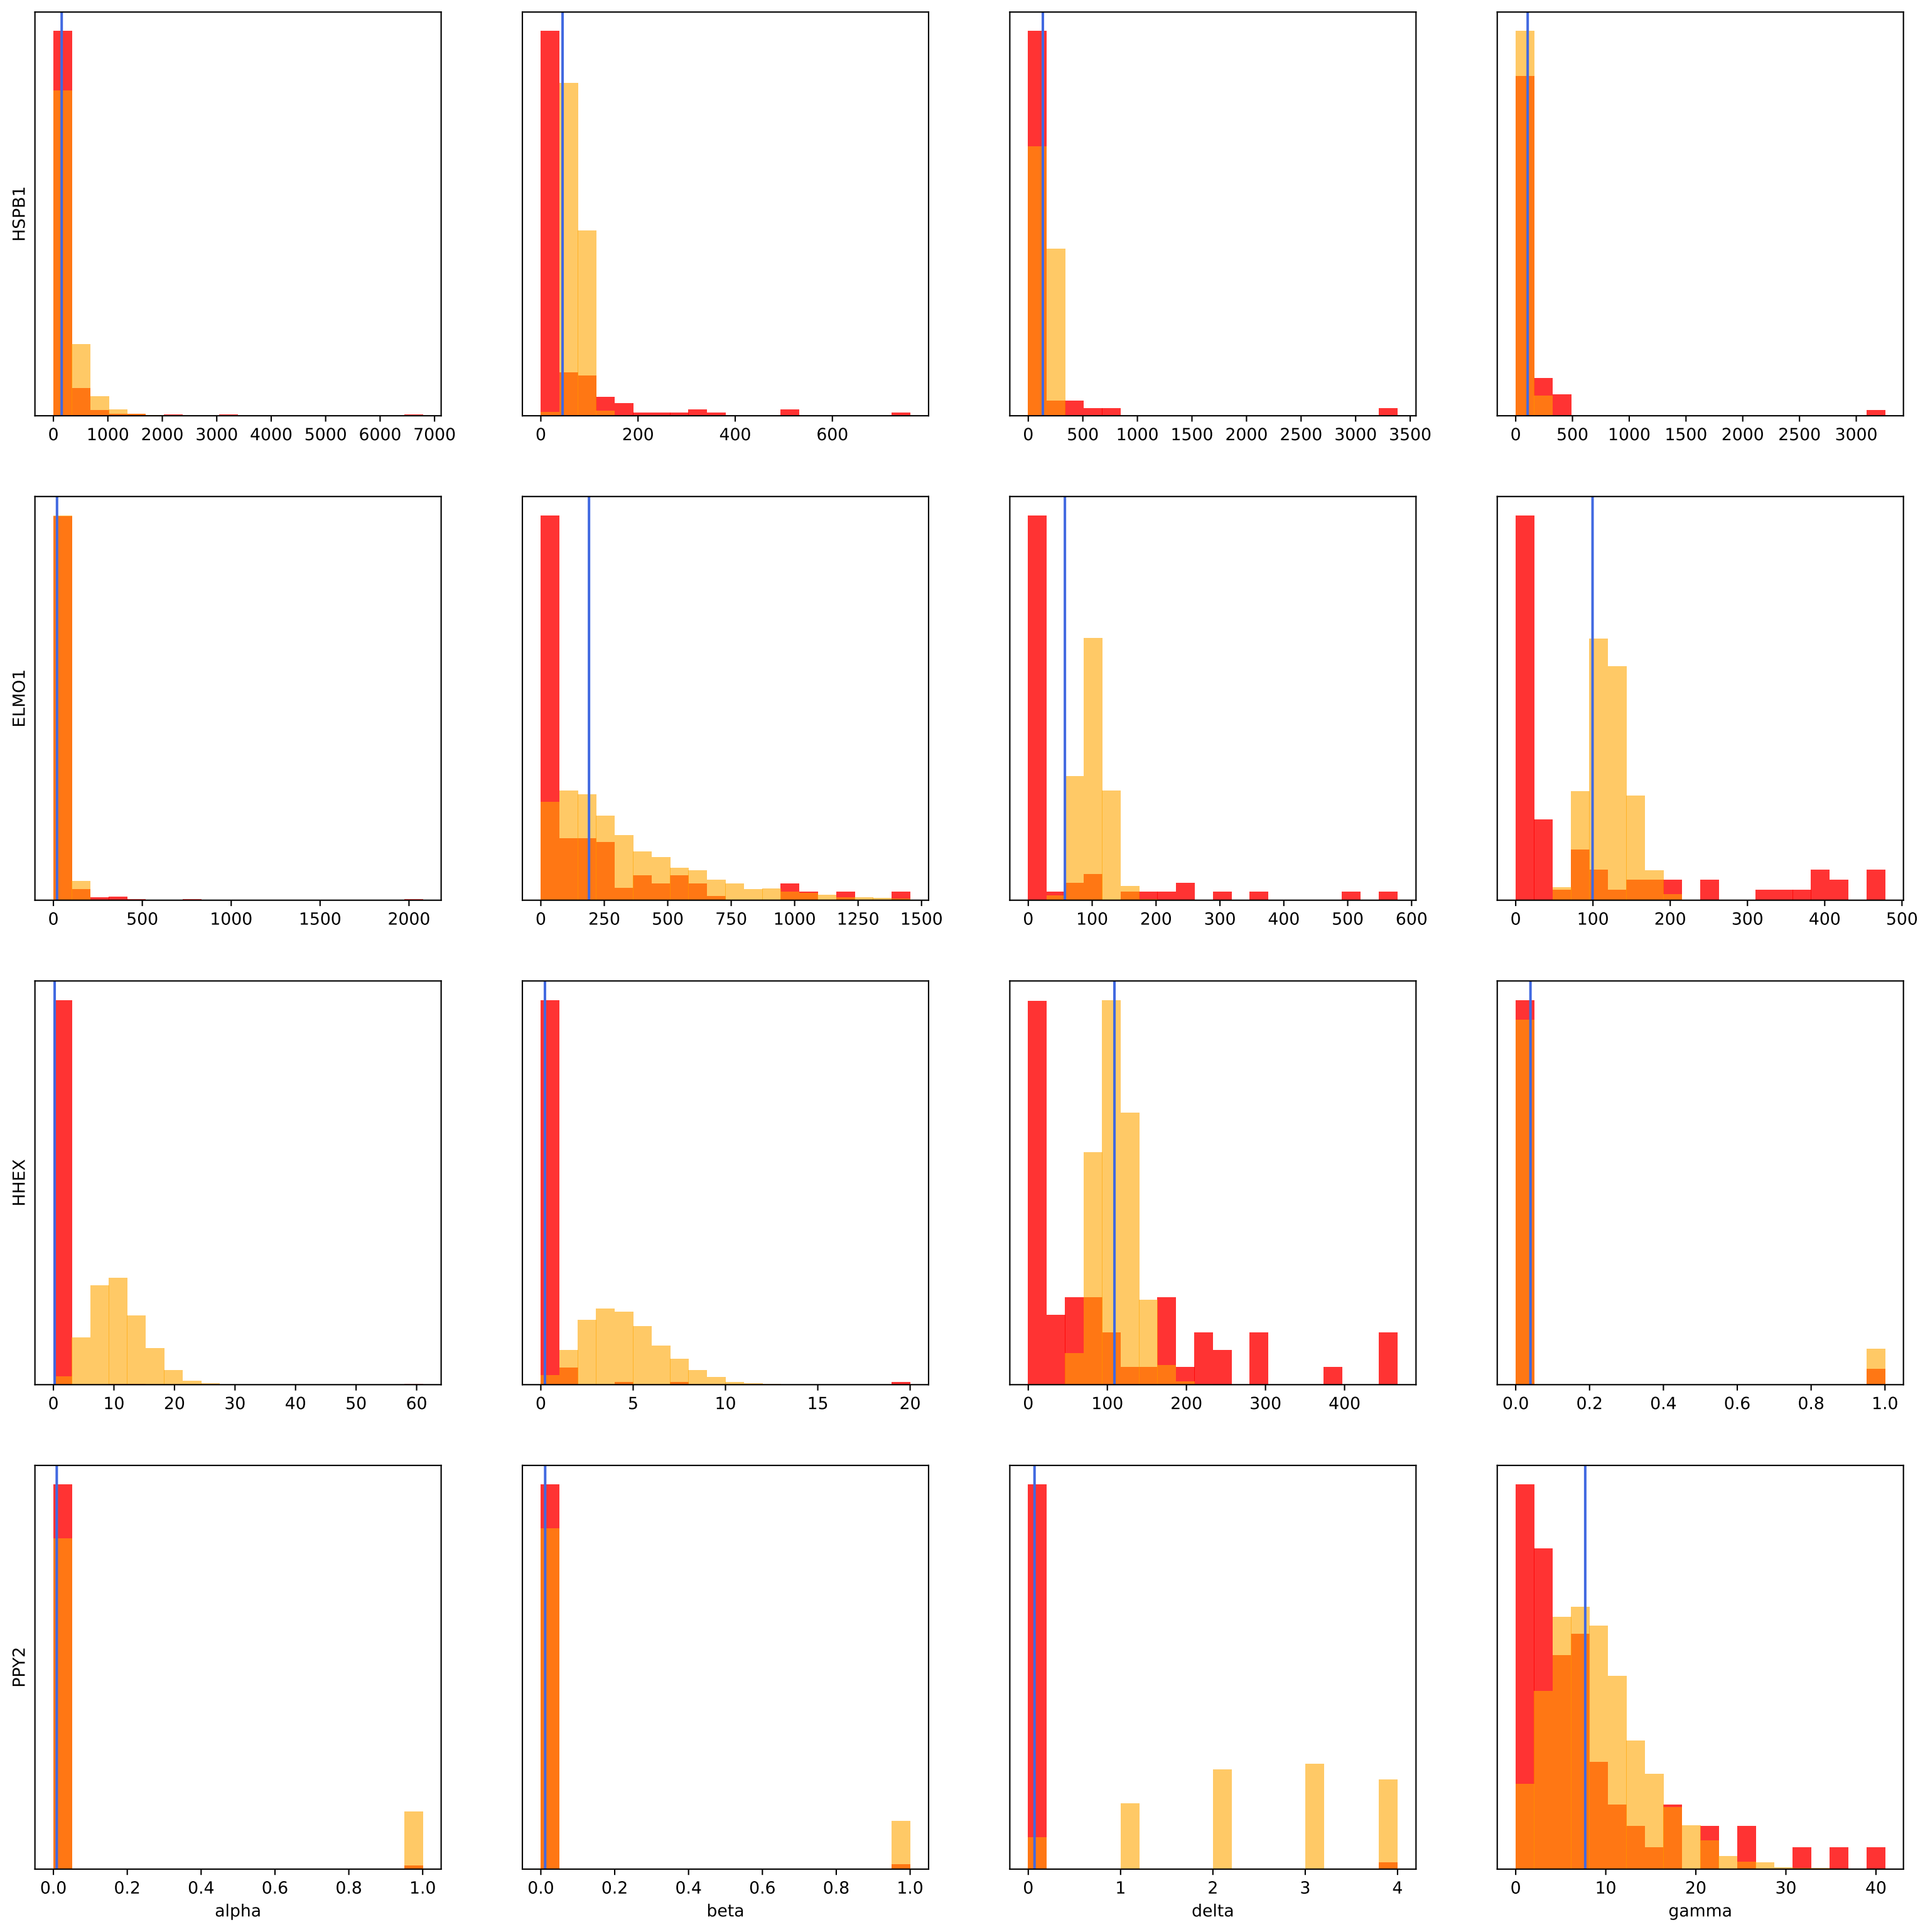 HSPB1
0 1000 2000 3000 4000 5000 6000 7000
0 200 400 600
0 500 1000 1500 2000 2500 3000 3500
0 500 1000 1500 2000 2500 3000
ELMO1
0 500 1000 1500 2000
0 250 500 750 1000 1250 1500
0 100 200 300 400 500 600
0 100 200 300 400 500
HHEX
0 10 20 30 40 50 60
0 5 10 15 20
0 100 200 300 400
0.0 0.2 0.4 0.6 0.8 1.0
PPY2
0.0 0.2 0.4 0.6 0.8 1.0
0.0 0.2 0.4 0.6 0.8 1.0
0 1 2 3 4
0 10 20 30 40
alpha
beta
delta
gamma